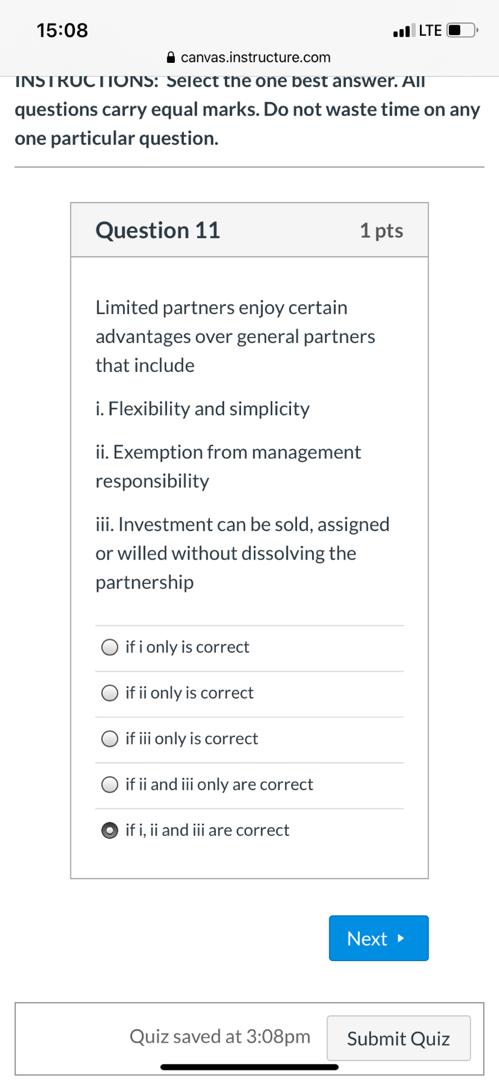 15:08
LTE
canvas.instructure.com
INSTRUCTIONS: Select the one best answer. All
questions carry equal marks. Do not waste time on any
one particular question.
Question 11
1 pts
Limited partners enjoy certain
advantages over general partners
that include
i. Flexibility and simplicity
ii. Exemption from management
responsibility
iii. Investment can be sold, assigned
or willed without dissolving the
partnership
if i only is correct
if ii only is correct
if iii only is correct
if ii and iii only are correct
if i, ii and iii are correct
Next
Quiz saved at 3:08pm
Submit Quiz